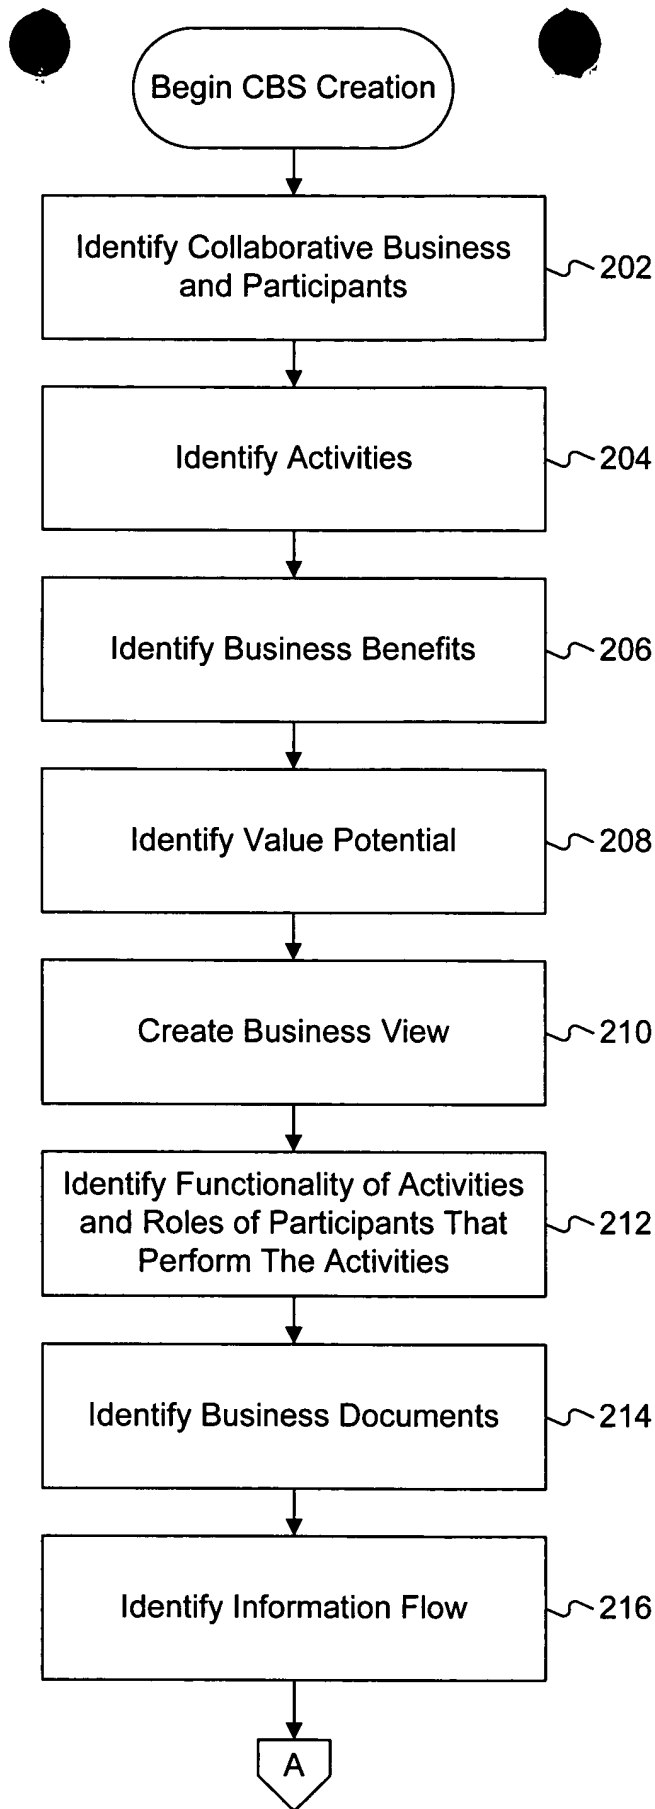 Begin CBS Creation
Identify Collaborative Business
and Participants
202
Identify Activities
204
Identify Business Benefits
206
Identify Value Potential
208
Create Business View
210
Identify Functionality of Activities
and Roles of Participants That
Perform The Activities
212
Identify Business Documents
214
Identify Information Flow
216
A